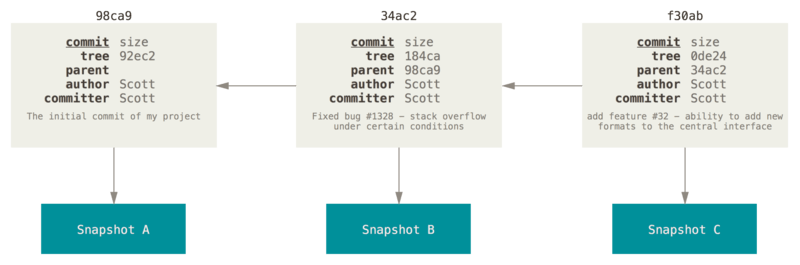 98ca9
commit size
tree 92ec2
parent
author Scott
committer Scott
The initial commit of my project
Snapshot A
34ac2
commit size
tree 184ca
parent 98ca9
author Scott
committer Scott
Fixed bug #1328 - stack overflow
under certain conditions
Snapshot B
f30ab
commit size
tree 0de24
parent 34ac2
author Scott
committer Scott
add feature #32 - ability to add new
formats to the central interface
Snapshot C